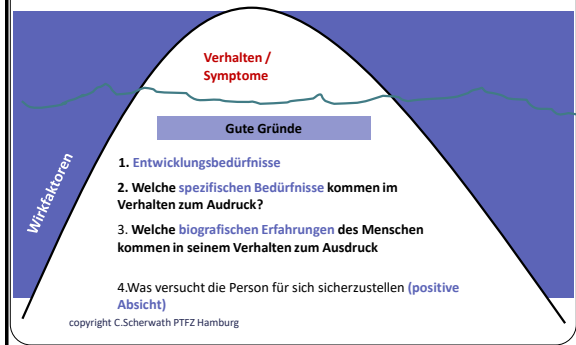 Verhalten /
Symptome
Gute Gründe
Wirkfaktoren
1. Entwicklungsbedürfnisse
2. Welche spezifischen Bedürfnisse kommen im
Verhalten zum Audruck?
3. Welche biografischen Erfahrungen des Menschen
kommen in seinem Verhalten zum Ausdruck
4.Was versucht die Person für sich sicherzustellen (positive
Absicht)
copyright C.Scherwath PTFZ Hamburg